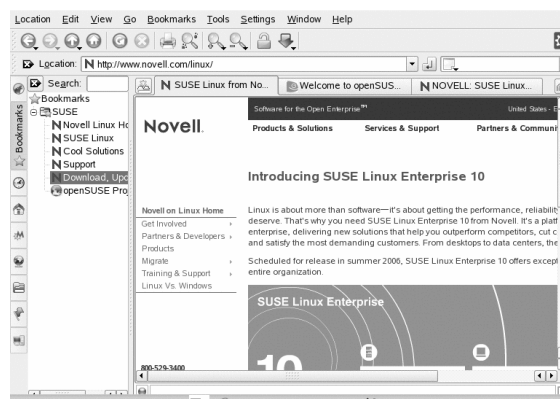 Location Edit View Go Bookmarks Tools Settings Window Help
Location: http://www.novell.com/linux/
Search:
SUSE Linux from No...
Welcome to openSUS...
NOVELL: SUSE Linux...
Bookmarks
Bookmarks
SUSE
Novell Linux Ho
SUSE Linux
Cool Solutions
Support
Download, Upd
openSUSE Proj
Software for the Open Enterprise™
United States - E
Novell.
Products & Solutions
Services & Support
Partners & Communi
Introducing SUSE Linux Enterprise 10
Novell on Linux Home
Get Involved
Partners & Developers
Products
Migrate
Training & Support
Linux Vs. Windows
800-529-3400
Linux is about more than software—it's about getting the performance, reliabilit
deserve. That's why you need SUSE Linux Enterprise 10 from Novell. It's a platf
enterprise, delivering new solutions that help you outperform competitors, cut c
and satisfy the most demanding customers. From desktops to data centers, the
Scheduled for release in summer 2006, SUSE Linux Enterprise 10 offers except
entire organization.
SUSE Linux Enterprise
10